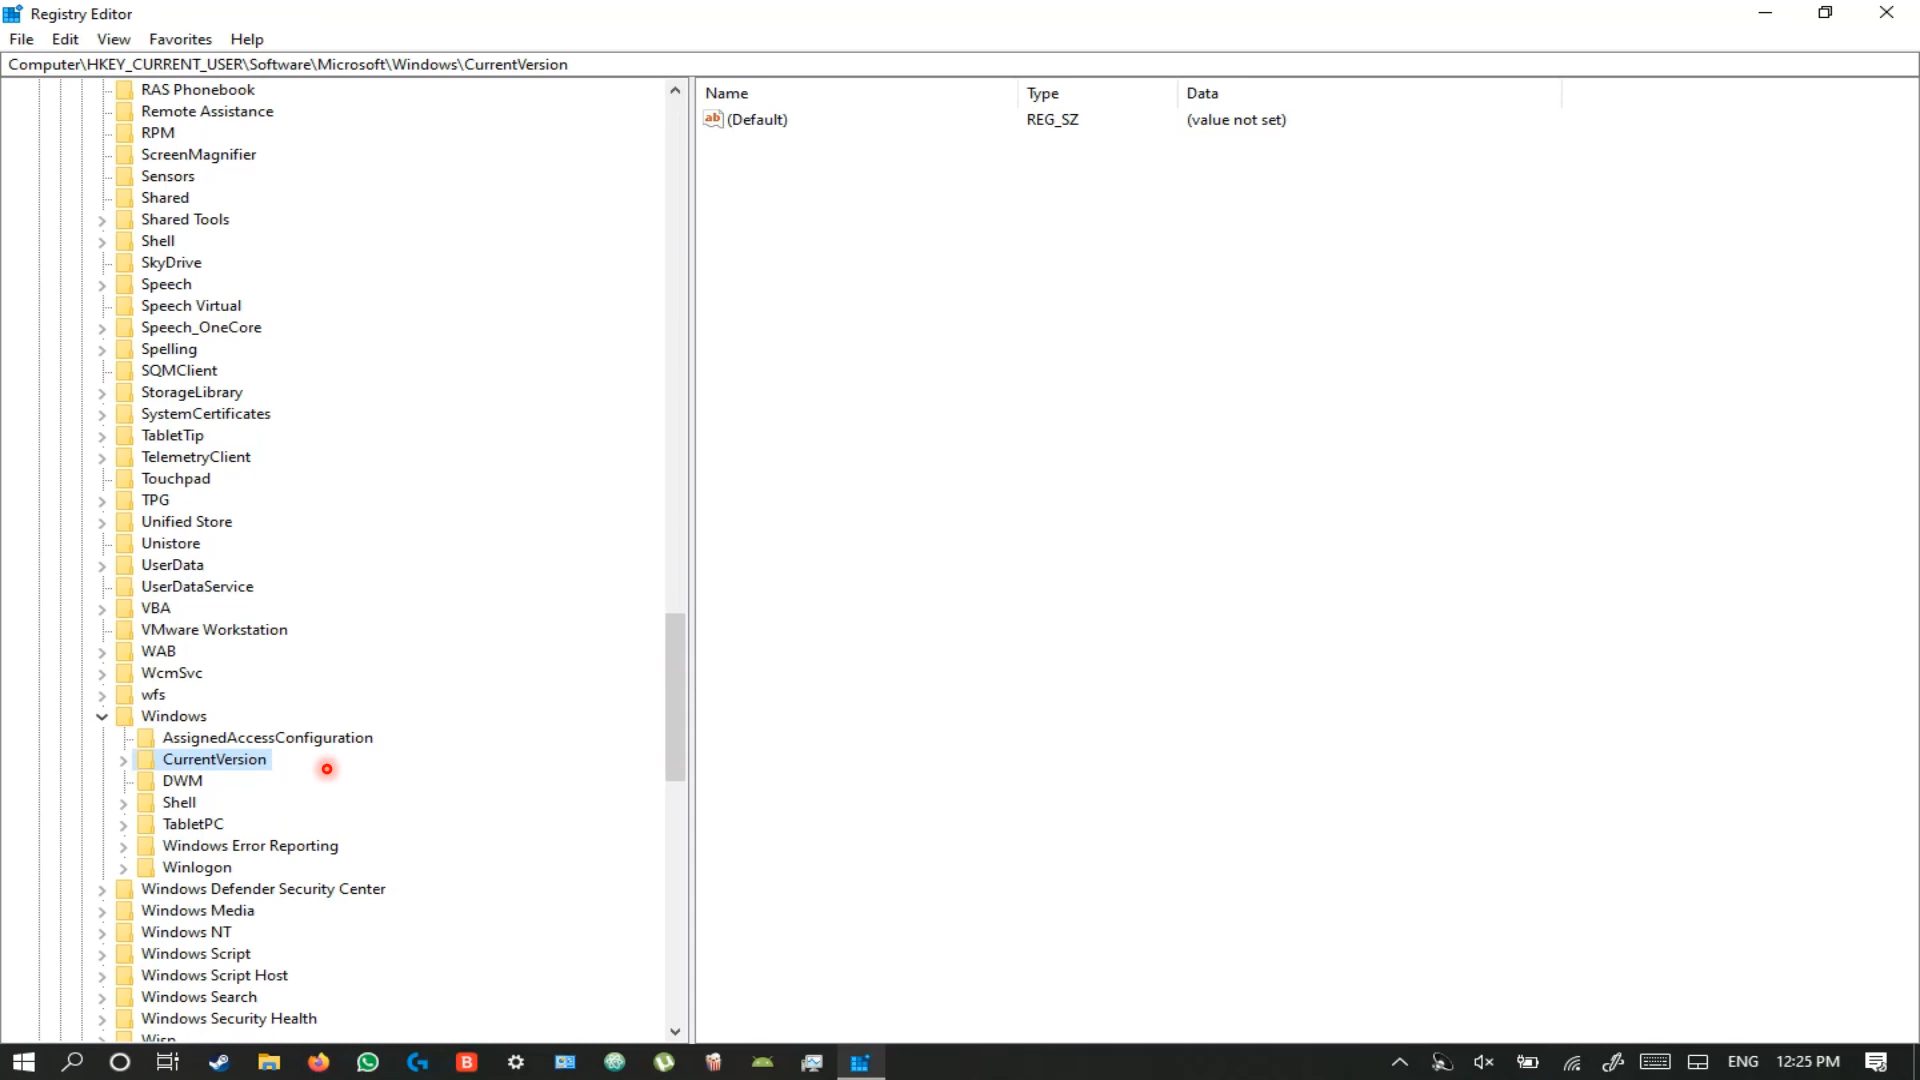 Registry Editor
File Edit View Favorites Help
Computer\HKEY_CURRENT_USER\Software\Microsoft\Windows\CurrentVersion
RAS Phonebook
Remote Assistance
RPM
ScreenMagnifier
Sensors
Shared
Shared Tools
Shell
SkyDrive
Speech
Speech Virtual
Speech_OneCore
Spelling
SQMClient
StorageLibrary
SystemCertificates
TabletTip
TelemetryClient
Touchpad
TPG
Unified Store
Unistore
UserData
UserDataService
VBA
VMware Workstation
WAB
WcmSvc
wfs
Windows
AssignedAccessConfiguration
CurrentVersion
DWM
Shell
TabletPC
Windows Error Reporting
Winlogon
Windows Defender Security Center
Windows Media
Windows NT
Windows Script
Windows Script Host
Windows Search
Windows Security Health
Wisp
Name Type Data
ab (Default) REG_SZ (value not set)
B
ENG 12:25 PM